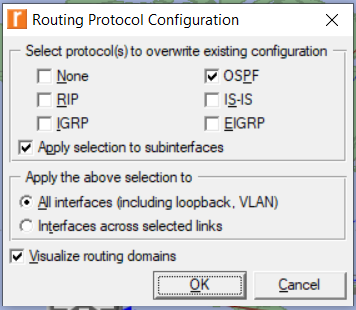 Routing Protocol Configuration
Select protocol(s) to overwrite existing configuration
None
OSPF
RIP
IS-IS
IGRP
EIGRP
Apply selection to subinterfaces
Apply the above selection to
All interfaces (including loopback, VLAN)
Interfaces across selected links
Visualize routing domains
OK
Cancel